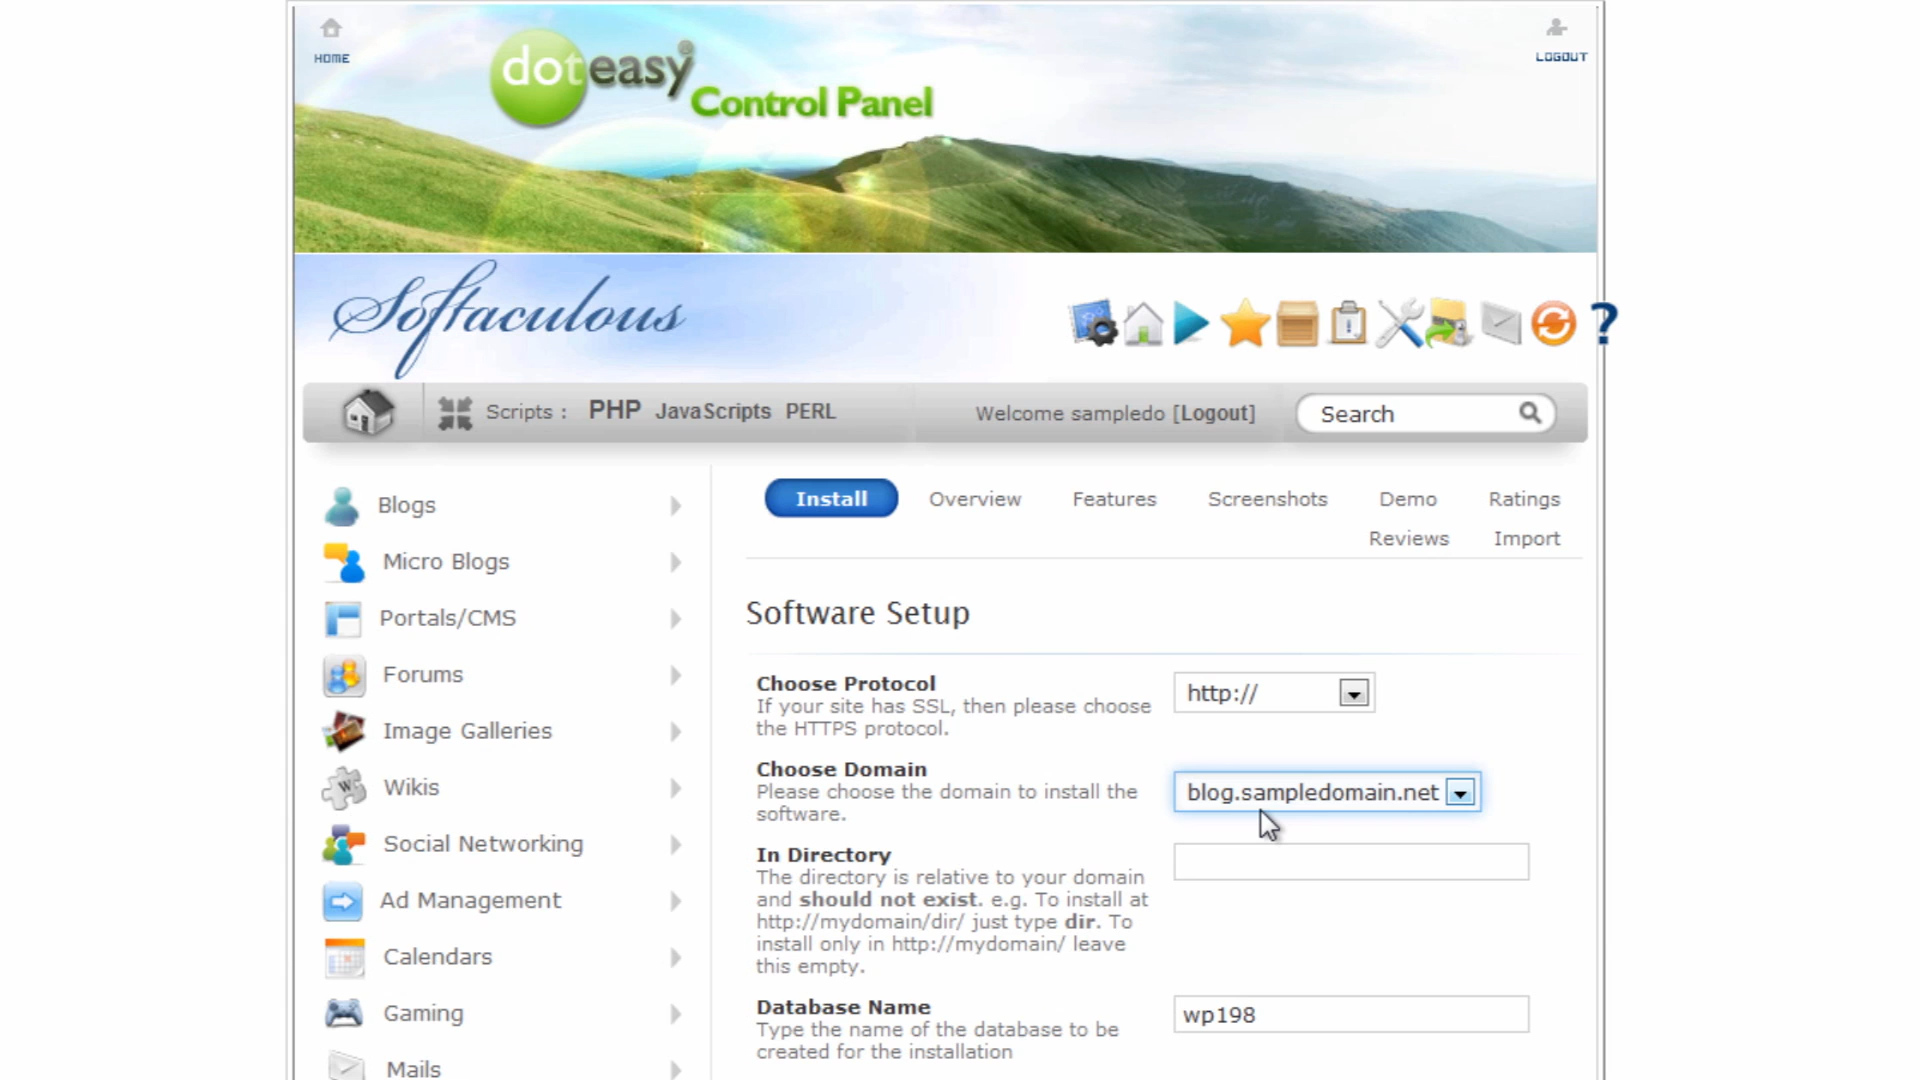 HOME
LOGOUT
doteasy®
Control Panel
Softaculous
?
Scripts : PHP JavaScripts PERL
Welcome sampledo [Logout]
Search
Install Overview Features Screenshots Demo Ratings
Reviews Import
Blogs
Micro Blogs
Portals/CMS
Forums
Image Galleries
Wikis
Social Networking
Ad Management
Calendars
Gaming
Mails
Software Setup
Choose Protocol
If your site has SSL, then please choose
the HTTPS protocol.
http://
Choose Domain
Please choose the domain to install the
software.
blog.sampledomain.net
In Directory
The directory is relative to your domain
and should not exist. e.g. To install at
http://mydomain/dir/ just type dir. To
install only in http://mydomain/ leave
this empty.
Database Name
Type the name of the database to be
created for the installation
wp198